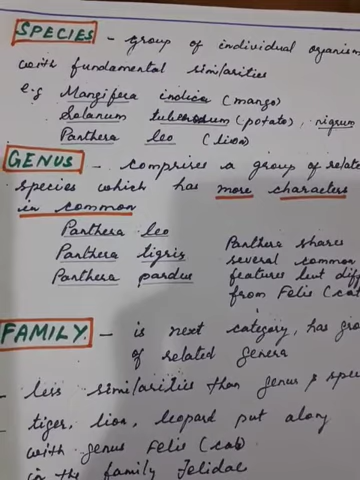 SPECIES - group of individual organism
with fundamental similarities
e.g Mangifera indica (mango)
Solanum tuberosum (potato), nigrum
Panthera leo (lion)
GENUS - comprises a group of relate
species which has more characters
in common
Panthera leo
Panthera tigris
Panthera pardus
Panthera shares
several common
features but diff
from Felis (cat
FAMILY. - is next category, has gro
of related genera
- less similarities than genus & spe
- tiger, lion, leopard put along
with genus Felis (cat)
in the family Felidae